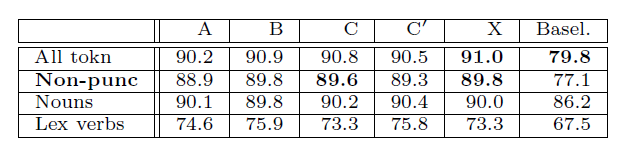 A B C C′ X Basel.
All tokn 90.2 90.9 90.8 90.5 91.0 79.8
Non-punc 88.9 89.8 89.6 89.3 89.8 77.1
Nouns 90.1 89.8 90.2 90.4 90.0 86.2
Lex verbs 74.6 75.9 73.3 75.8 73.3 67.5